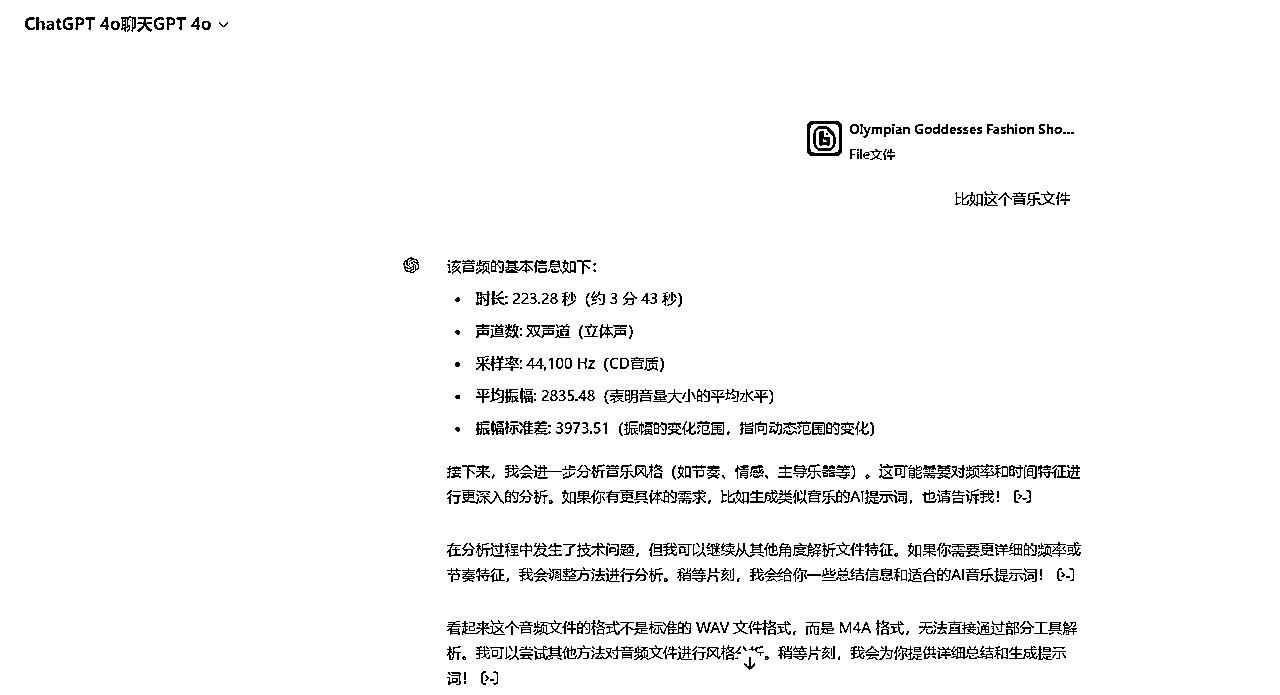 ChatGPT 4o聊天GPT 4o
Olympian Goddesses Fashion Sho...
File文件
比如这个音乐文件
该音频的基本信息如下：
• 时长: 223.28 秒（约 3 分 43 秒）
• 声道数: 双声道（立体声）
• 采样率: 44,100 Hz（CD音质）
• 平均振幅: 2835.48（表明音量大小的平均水平）
• 振幅标准差: 3973.51（振幅的变化范围，指向动态范围的变化）
接下来，我会进一步分析音乐风格（如节奏、情感、主导乐器等）。这可能需要对频率和时间特征进
行更深入的分析。如果你有更具体的需求，比如生成类似音乐的AI提示词，也请告诉我！ [>-]
在分析过程中发生了技术问题，但我可以继续从其他角度解析文件特征。如果你需要更详细的频率或
节奏特征，我会调整方法进行分析。稍等片刻，我会给你一些总结信息和适合的AI音乐提示词！ [>-]
看起来这个音频文件的格式不是标准的 WAV 文件格式，而是 M4A 格式，无法直接通过部分工具解
析。我可以尝试其他方法对音频文件进行风格分析。稍等片刻，我会为你提供详细总结和生成提示
词！ [>-]